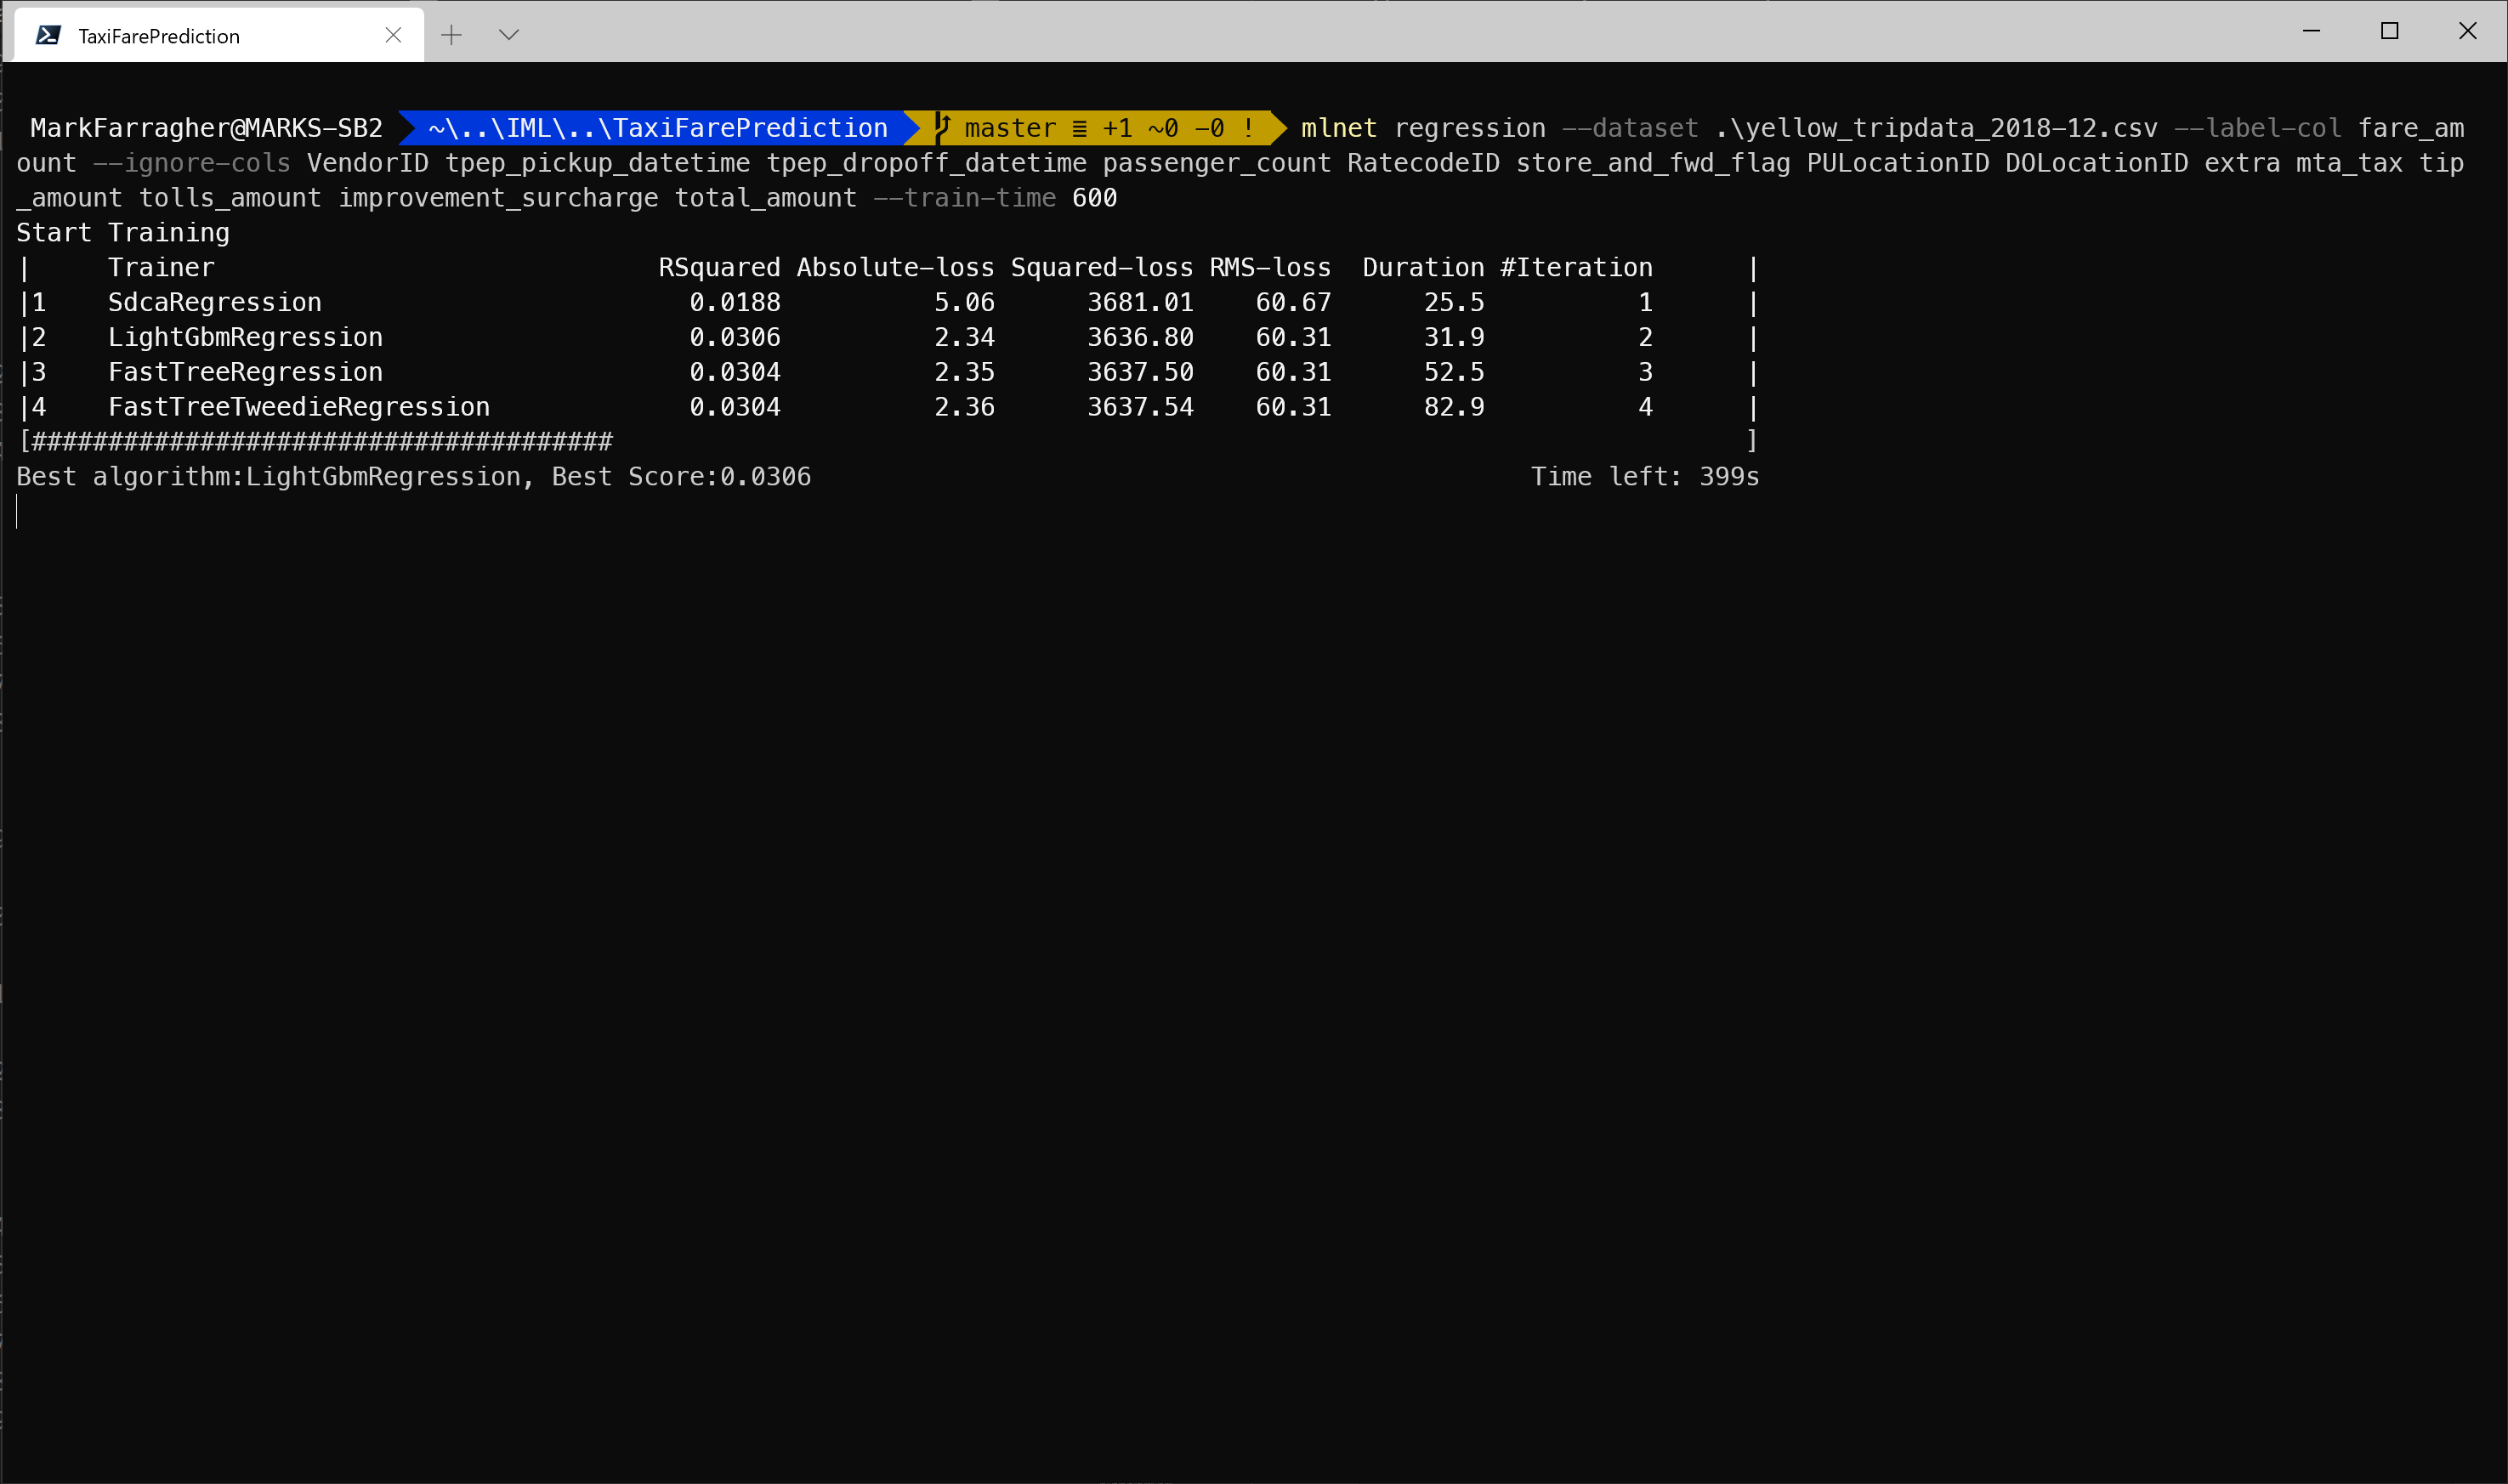 TaxiFarePrediction
MarkFarragher@MARKS-SB2 ~\..\IML\..\TaxiFarePrediction master ≡ +1 ~0 -0 ! mlnet regression --dataset .\yellow_tripdata_2018-12.csv --label-col fare_am
ount --ignore-cols VendorID tpep_pickup_datetime tpep_dropoff_datetime passenger_count RatecodeID store_and_fwd_flag PULocationID DOLocationID extra mta_tax tip
_amount tolls_amount improvement_surcharge total_amount --train-time 600
Start Training
| Trainer RSquared Absolute-loss Squared-loss RMS-loss Duration #Iteration |
|1 SdcaRegression 0.0188 5.06 3681.01 60.67 25.5 1 |
|2 LightGbmRegression 0.0306 2.34 3636.80 60.31 31.9 2 |
|3 FastTreeRegression 0.0304 2.35 3637.50 60.31 52.5 3 |
|4 FastTreeTweedieRegression 0.0304 2.36 3637.54 60.31 82.9 4 |
[###################################### ]
Best algorithm:LightGbmRegression, Best Score:0.0306 Time left: 399s